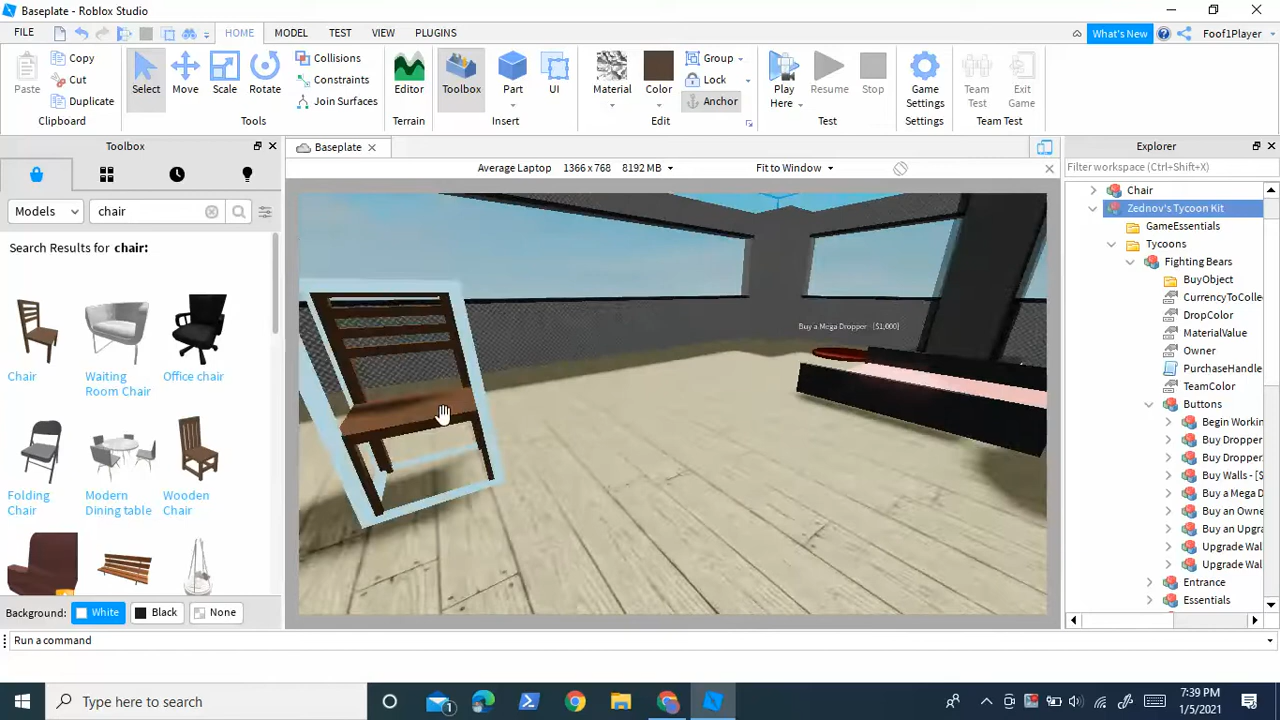 Baseplate - Roblox Studio
FILE
HOME
MODEL
TEST
VIEW
PLUGINS
What's New
Foof1Player
Paste
Copy
Cut
Duplicate
Clipboard
Select
Move
Scale
Rotate
Collisions
Constraints
Join Surfaces
Tools
Editor
Terrain
Toolbox
Part
UI
Insert
Material
Color
Group
Lock
Anchor
Edit
Play
Here
Resume
Stop
Test
Game
Settings
Settings
Team
Test
Exit
Game
Team Test
Toolbox
Models
chair
Search Results for chair:
Chair
Waiting
Room Chair
Office chair
Folding
Chair
Modern
Dining table
Wooden
Chair
Background:
White
Black
None
Baseplate
Average Laptop
1366 x 768
8192 MB
Fit to Window
Buy a Mega Dropper - [$1,000]
Explorer
Filter workspace (Ctrl+Shift+X)
Chair
Zednov's Tycoon Kit
GameEssentials
Tycoons
Fighting Bears
BuyObject
CurrencyToColle
DropColor
MaterialValue
Owner
PurchaseHandle
TeamColor
Buttons
Begin Workin
Buy Dropper
Buy Dropper
Buy Walls - [$
Buy a Mega D
Buy an Owne
Buy an Upgra
Upgrade Wal
Upgrade Wal
Entrance
Essentials
Run a command
Type here to search
1
7:39 PM
1/5/2021